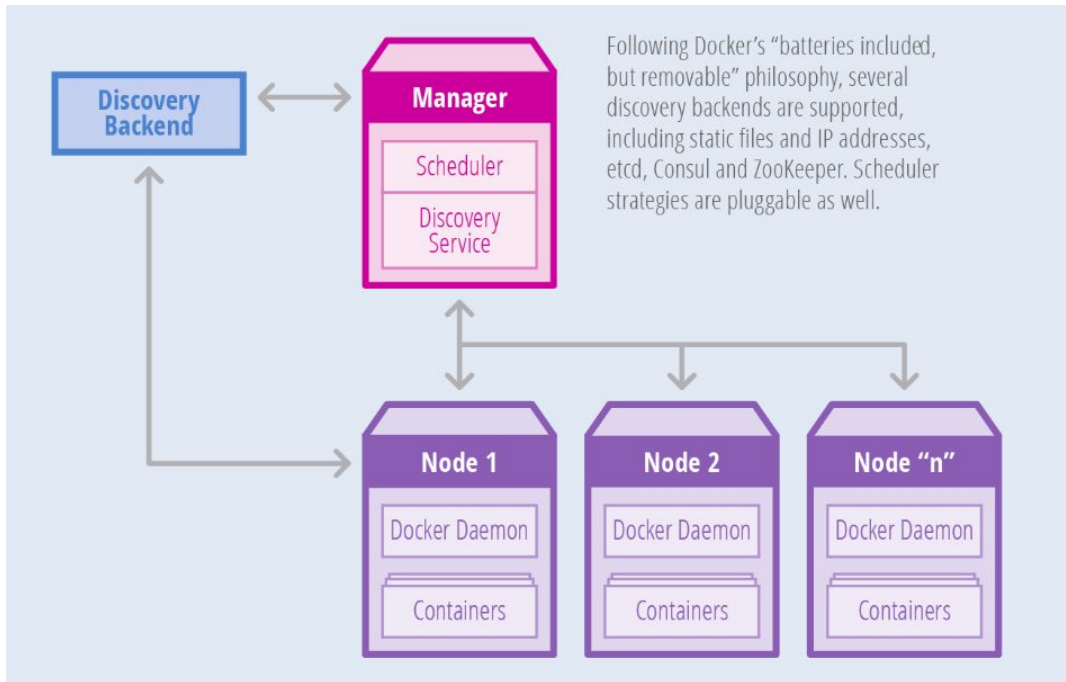 Discovery
Backend
Manager
Scheduler
Discovery
Service
Following Docker’s “batteries included,
but removable” philosophy, several
discovery backends are supported,
including static files and IP addresses,
etcd, Consul and ZooKeeper. Scheduler
strategies are pluggable as well.
Node 1
Docker Daemon
Containers
Node 2
Docker Daemon
Containers
Node “n”
Docker Daemon
Containers